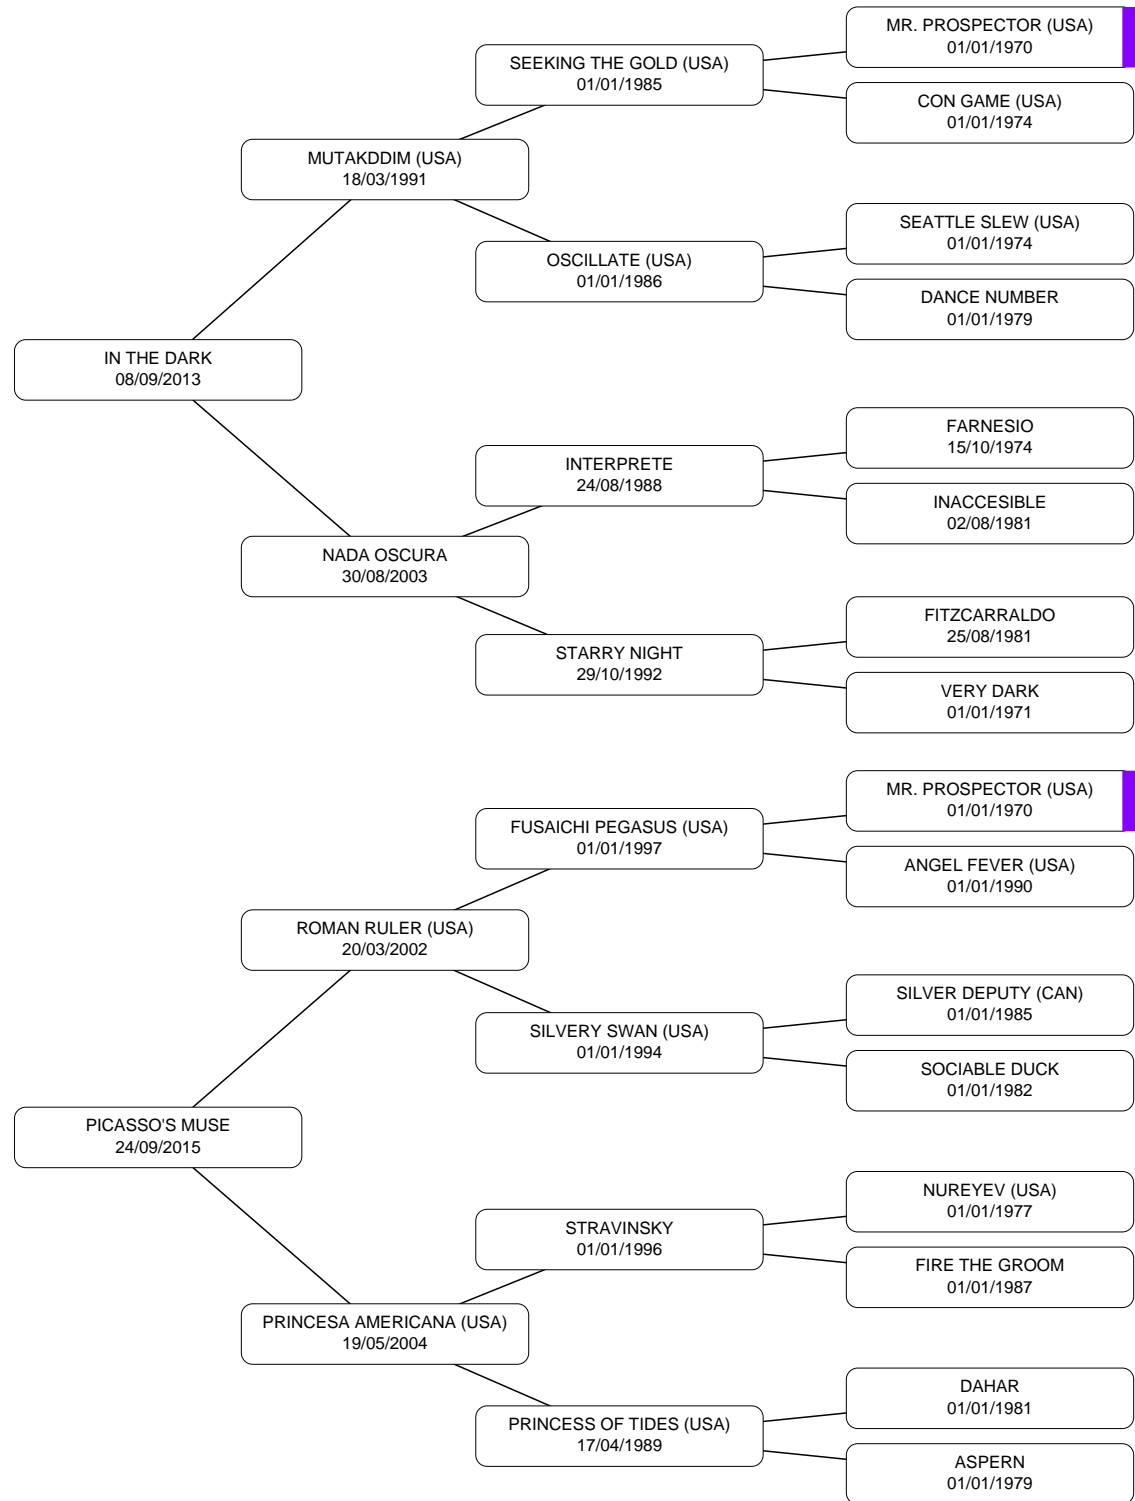 MR. PROSPECTOR (USA)
01/01/1970
SEEKING THE GOLD (USA)
01/01/1985
CON GAME (USA)
01/01/1974
MUTAKDDIM (USA)
18/03/1991
SEATTLE SLEW (USA)
01/01/1974
OSCILLATE (USA)
01/01/1986
DANCE NUMBER
01/01/1979
IN THE DARK
08/09/2013
FARNESIO
15/10/1974
INTERPRETE
24/08/1988
INACCESIBLE
02/08/1981
NADA OSCURA
30/08/2003
FITZCARRALDO
25/08/1981
STARRY NIGHT
29/10/1992
VERY DARK
01/01/1971
MR. PROSPECTOR (USA)
01/01/1970
FUSAICHI PEGASUS (USA)
01/01/1997
ANGEL FEVER (USA)
01/01/1990
ROMAN RULER (USA)
20/03/2002
SILVER DEPUTY (CAN)
01/01/1985
SILVERY SWAN (USA)
01/01/1994
SOCIABLE DUCK
01/01/1982
PICASSO'S MUSE
24/09/2015
NUREYEV (USA)
01/01/1977
STRAVINSKY
01/01/1996
FIRE THE GROOM
01/01/1987
PRINCESA AMERICANA (USA)
19/05/2004
DAHAR
01/01/1981
PRINCESS OF TIDES (USA)
17/04/1989
ASPERN
01/01/1979